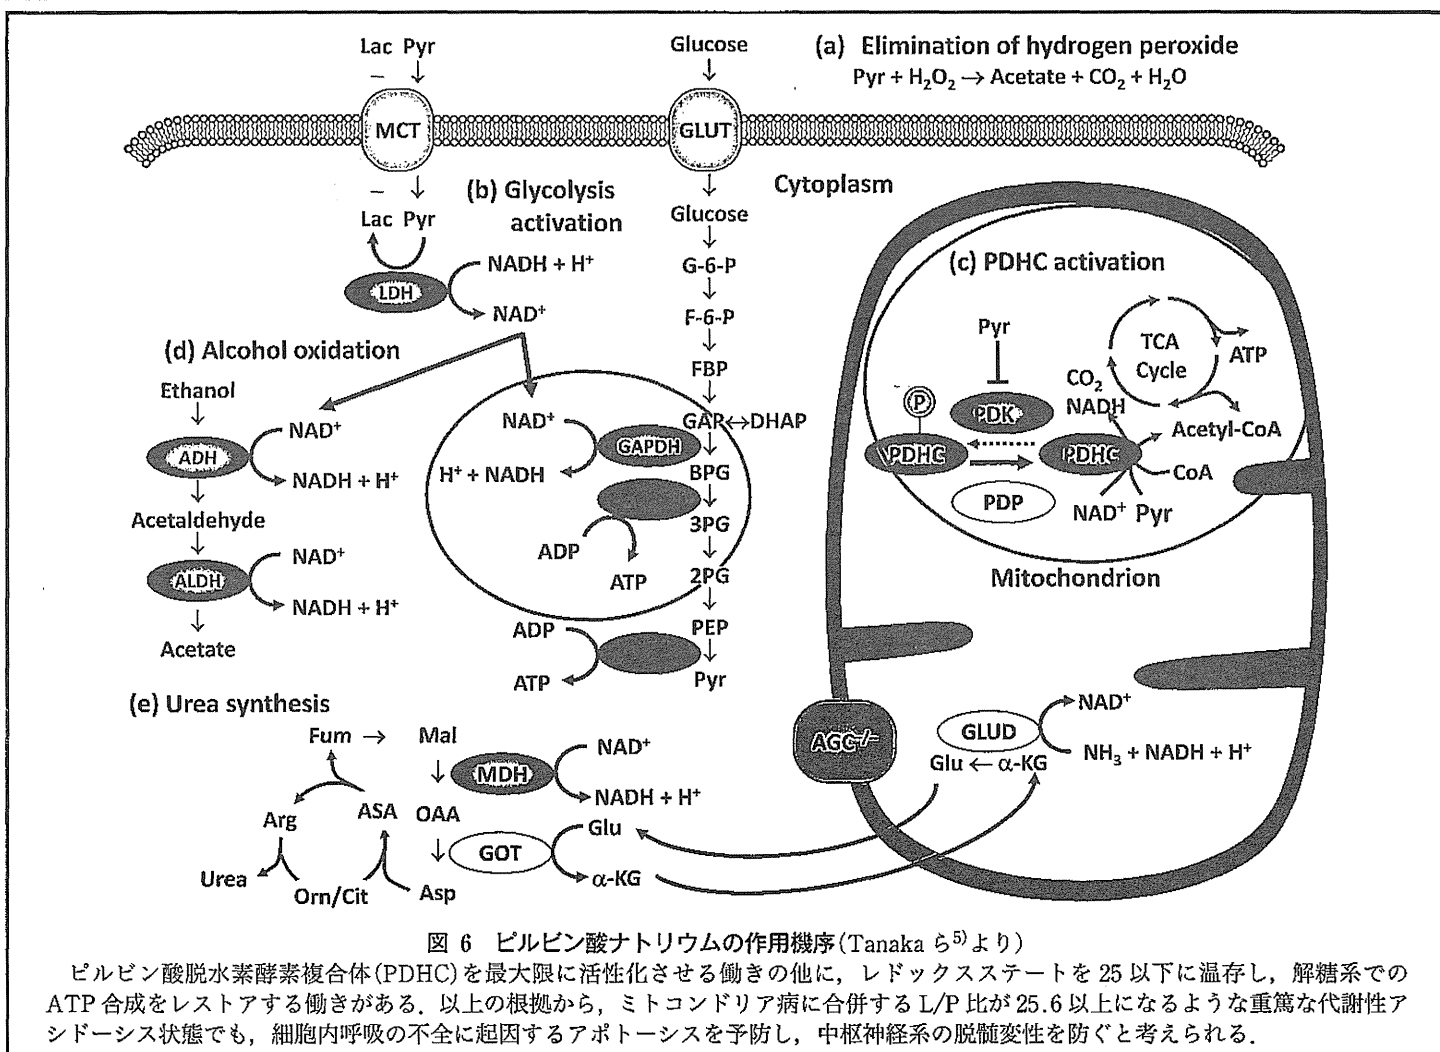 Lac Pyr
Glucose
(a) Elimination of hydrogen peroxide
Pyr + H₂O₂ → Acetate + CO₂ + H₂O
MCT
GLUT
Cytoplasm
Lac Pyr
(b) Glycolysis
activation
LDH
NADH + H⁺
NAD⁺
Glucose
G-6-P
F-6-P
FBP
GAP ↔ DHAP
BPG
3PG
2PG
PEP
Pyr
NAD⁺
GAPDH
H⁺ + NADH
ADP
ATP
ADP
ATP
(c) PDHC activation
Pyr
PDK
P
PDHC
PDHC
PDP
TCA
Cycle
ATP
CO₂
NADH
Acetyl-CoA
CoA
NAD⁺ Pyr
Mitochondrion
(d) Alcohol oxidation
Ethanol
ADH
NAD⁺
NADH + H⁺
Acetaldehyde
ALDH
NAD⁺
NADH + H⁺
Acetate
(e) Urea synthesis
Fum → Mal
MDH
NAD⁺
NADH + H⁺
Arg
ASA
OAA
GOT
Glu
α-KG
Urea
Orn/Cit
Asp
AGC⁻/⁻
GLUD
NAD⁺
NH₃ + NADH + H⁺
Glu ← α-KG
図 6 ピルビン酸ナトリウムの作用機序(Tanaka ら⁵⁾より)
ピルビン酸脱水素酵素複合体(PDHC)を最大限に活性化させる働きの他に，レドックスステートを 25 以下に温存し，解糖系での
ATP 合成をレストアする働きがある．以上の根拠から，ミトコンドリア病に合併する L/P 比が 25.6 以上になるような重篤な代謝性ア
シドーシス状態でも，細胞内呼吸の不全に起因するアポトーシスを予防し，中枢神経系の脱髄変性を防ぐと考えられる．